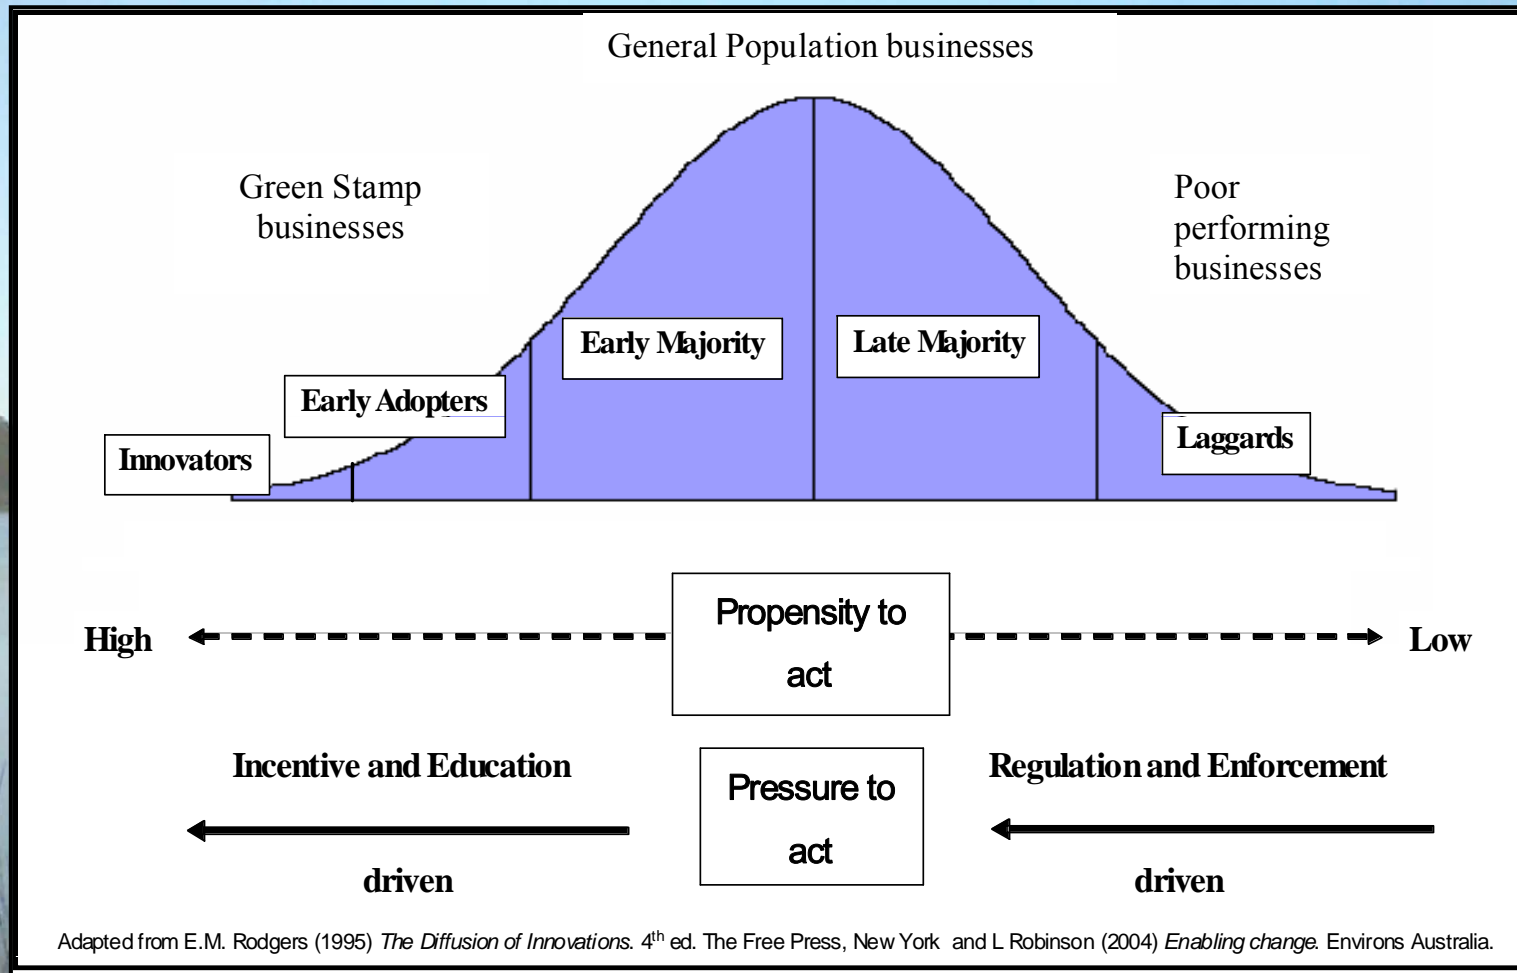 General Population businesses
Green Stamp
businesses
Poor
performing
businesses
Early Majority
Late Majority
Early Adopters
Laggards
Innovators
Propensity to
act
High
Low
Incentive and Education
Pressure to
act
Regulation and Enforcement
driven
driven
Adapted from E.M. Rodgers (1995) The Diffusion of Innovations. 4th ed. The Free Press, New York and L Robinson (2004) Enabling change. Environs Australia.